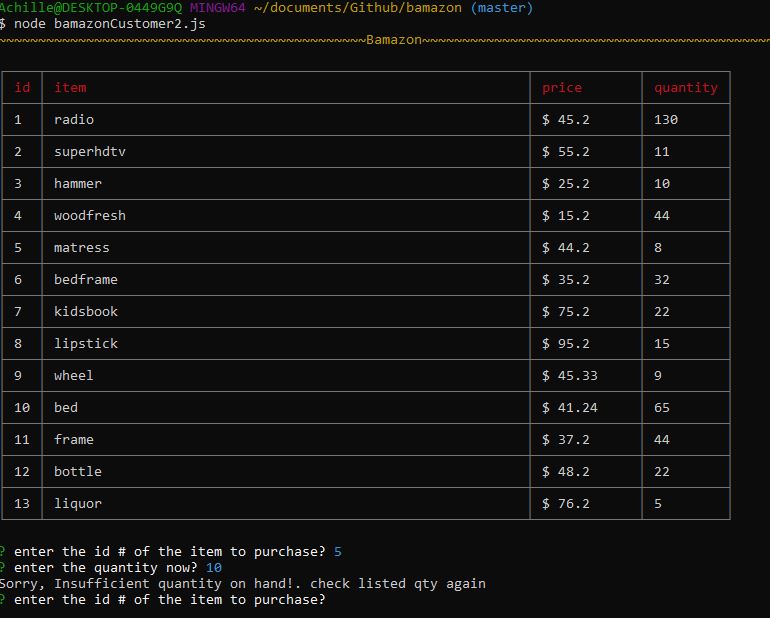 Achille@DESKTOP-0449G9Q MINGW64 ~/documents/Github/bamazon (master)
$ node bamazonCustomer2.js
~~~~~~~~~~~~~~~~~~~~~~~~~~~~~~~~~~~~~~~~~~~~~~Bamazon~~~~~~~~~~~~~~~~~~~~~~~~~~~~~~~~~~~~~~~~~~~~
id item price quantity
1 radio $ 45.2 130
2 superhdtv $ 55.2 11
3 hammer $ 25.2 10
4 woodfresh $ 15.2 44
5 matress $ 44.2 8
6 bedframe $ 35.2 32
7 kidsbook $ 75.2 22
8 lipstick $ 95.2 15
9 wheel $ 45.33 9
10 bed $ 41.24 65
11 frame $ 37.2 44
12 bottle $ 48.2 22
13 liquor $ 76.2 5
? enter the id # of the item to purchase? 5
? enter the quantity now? 10
Sorry, Insufficient quantity on hand!. check listed qty again
? enter the id # of the item to purchase?